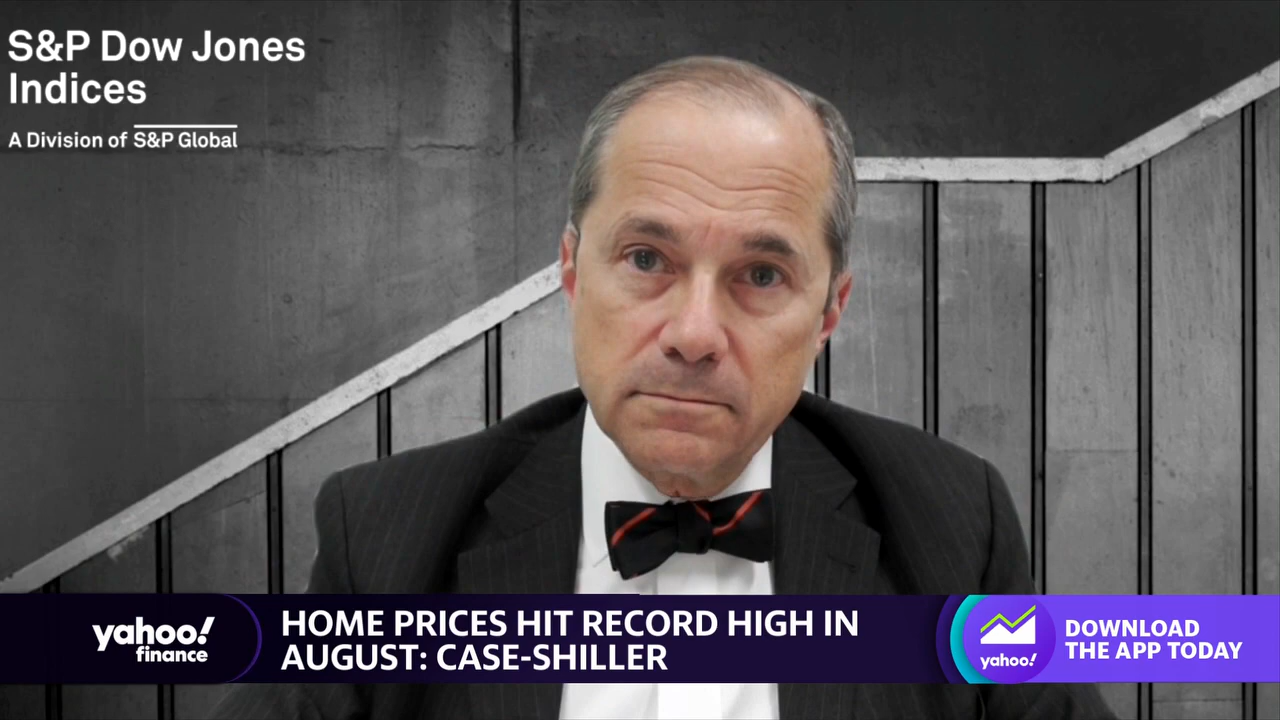 S&P Dow Jones
Indices
A Division of S&P Global
yahoo!
finance
HOME PRICES HIT RECORD HIGH IN
AUGUST: CASE-SHILLER
yahoo!
DOWNLOAD
THE APP TODAY